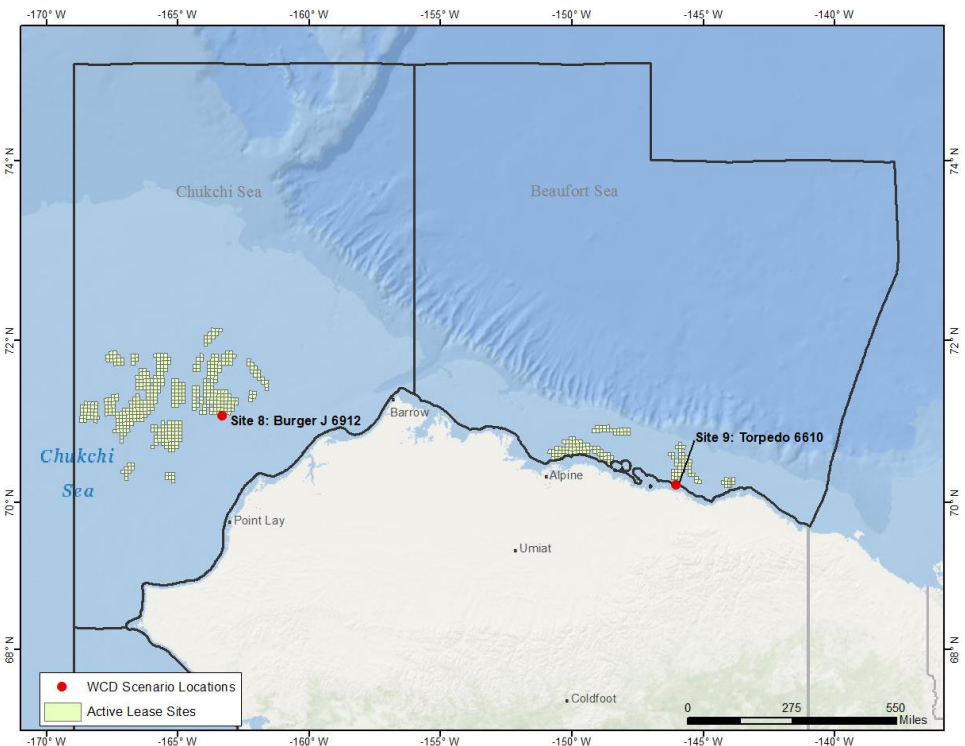 -170° W -165° W -160° W -155° W -150° W -145° W -140° W
74° N 74° N
Chukchi Sea Beaufort Sea
72° N 72° N
Barrow
Site 8: Burger J 6912
Site 9: Torpedo 6610
Chukchi
Sea
Alpine
70° N 70° N
Point Lay
Umiat
68° N 68° N
WCD Scenario Locations
Active Lease Sites
Coldfoot
0 275 550
Miles
-170° W -165° W -160° W -155° W -150° W -145° W -140° W